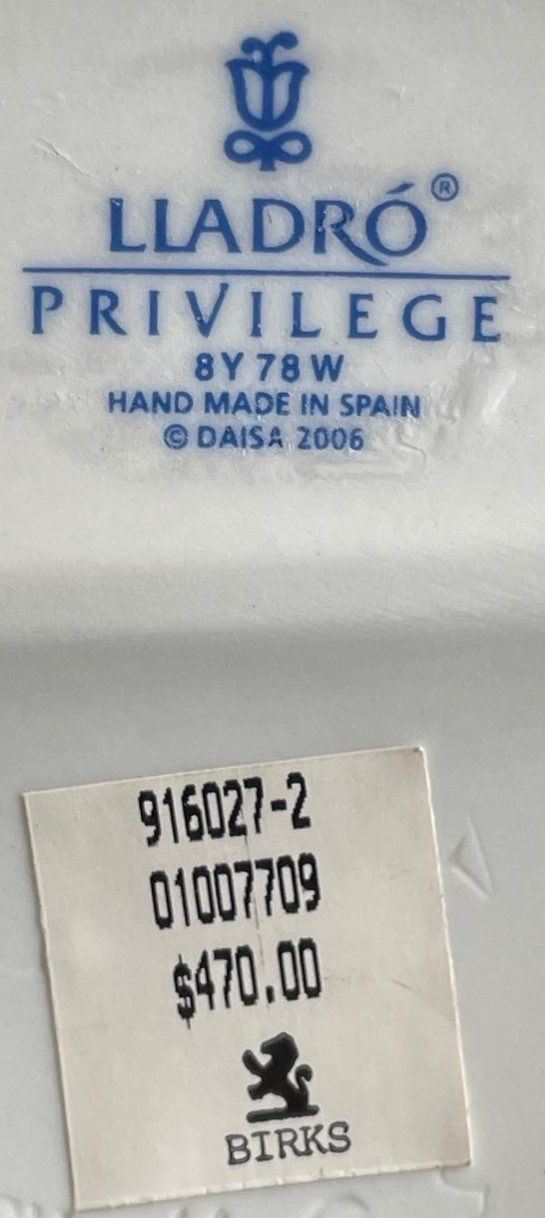 LLADRÓ®
PRIVILEGE
8Y 78 W
HAND MADE IN SPAIN
© DAISA 2006
916027-2
01007709
$470.00
BIRKS